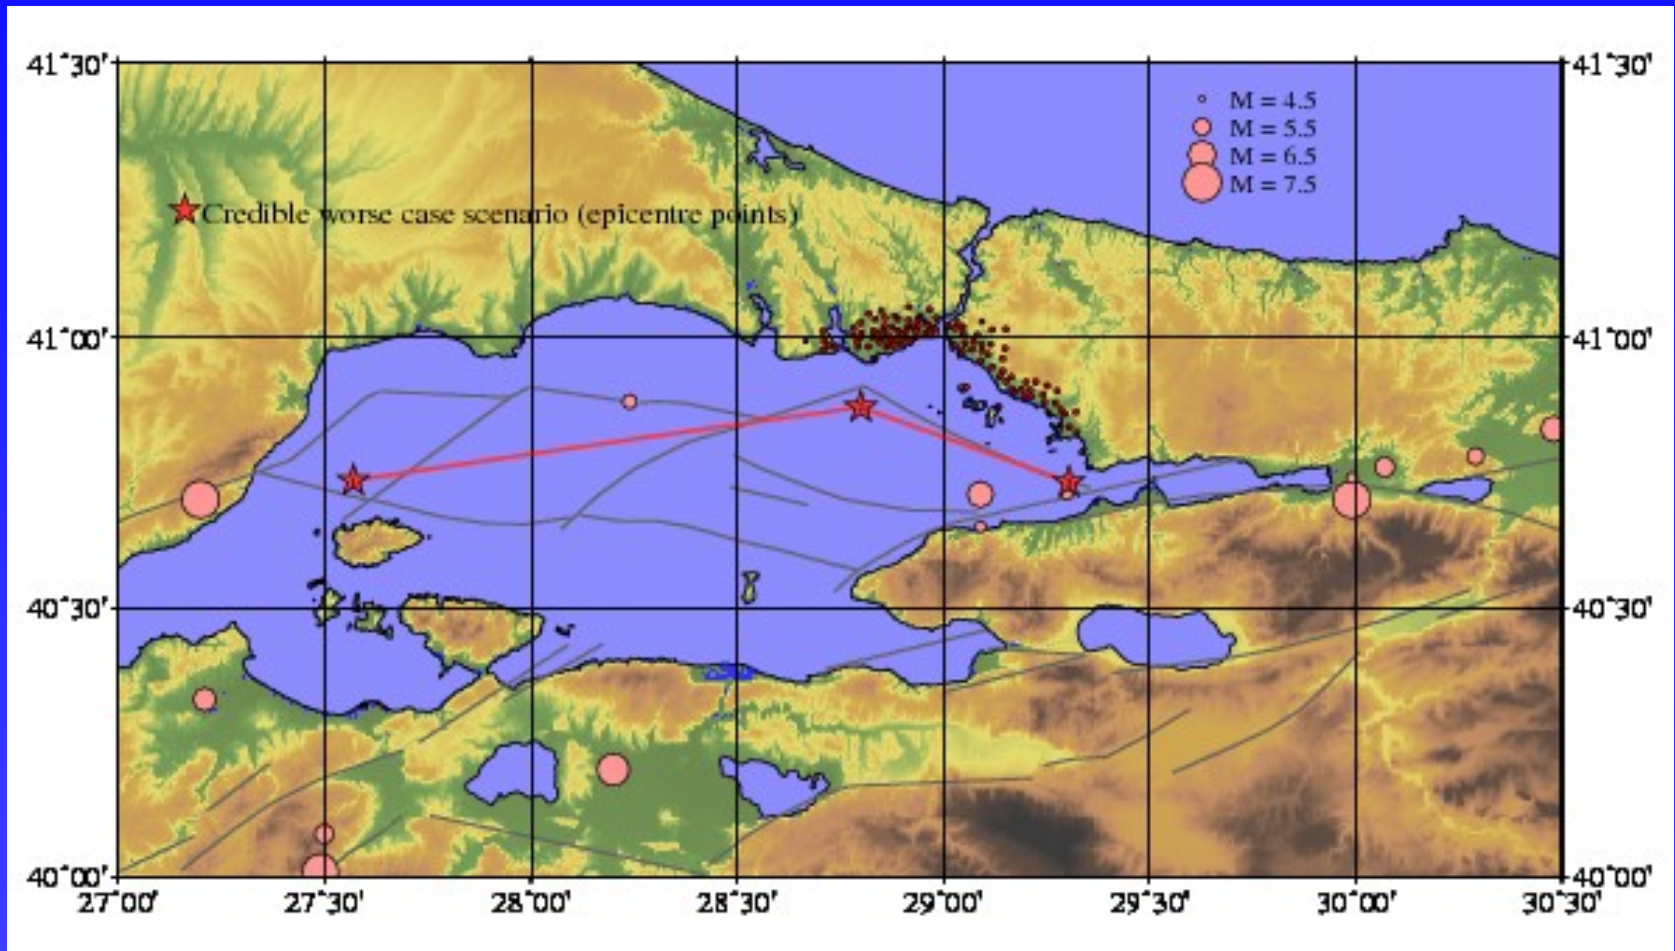 41°30' 41°30'
M = 4.5
M = 5.5
M = 6.5
M = 7.5
Credible worse case scenario (epicentre points)
41°00' 41°00'
40°30' 40°30'
40°00' 40°00'
27°00' 27°30' 28°00' 28°30' 29°00' 29°30' 30°00' 30°30'